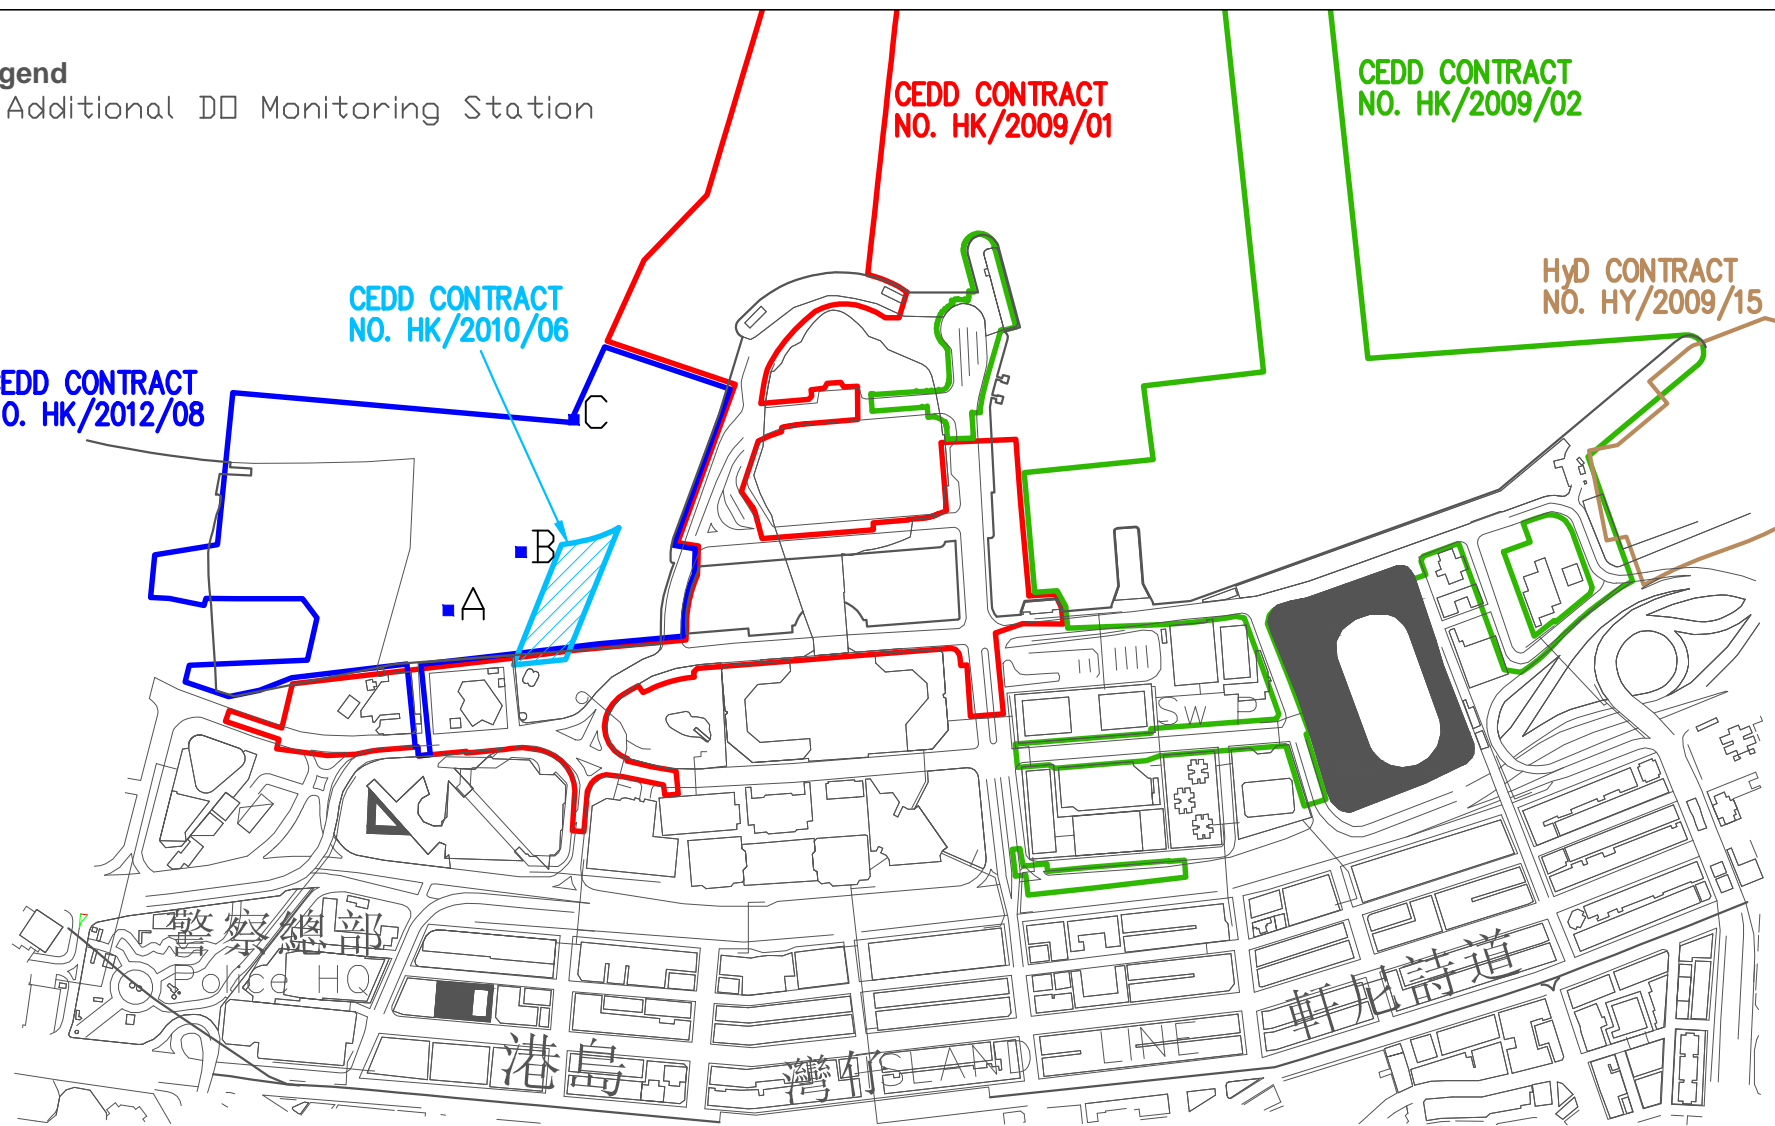 gend
Additional DO Monitoring Station
CEDD CONTRACT
NO. HK/2009/01
CEDD CONTRACT
NO. HK/2009/02
HyD CONTRACT
NO. HY/2009/15
CEDD CONTRACT
NO. HK/2010/06
EDD CONTRACT
O. HK/2012/08
C
B
A
SW P
警察總部
Police HQ
軒尼詩道
港島
灣仔
ISLAND LINE